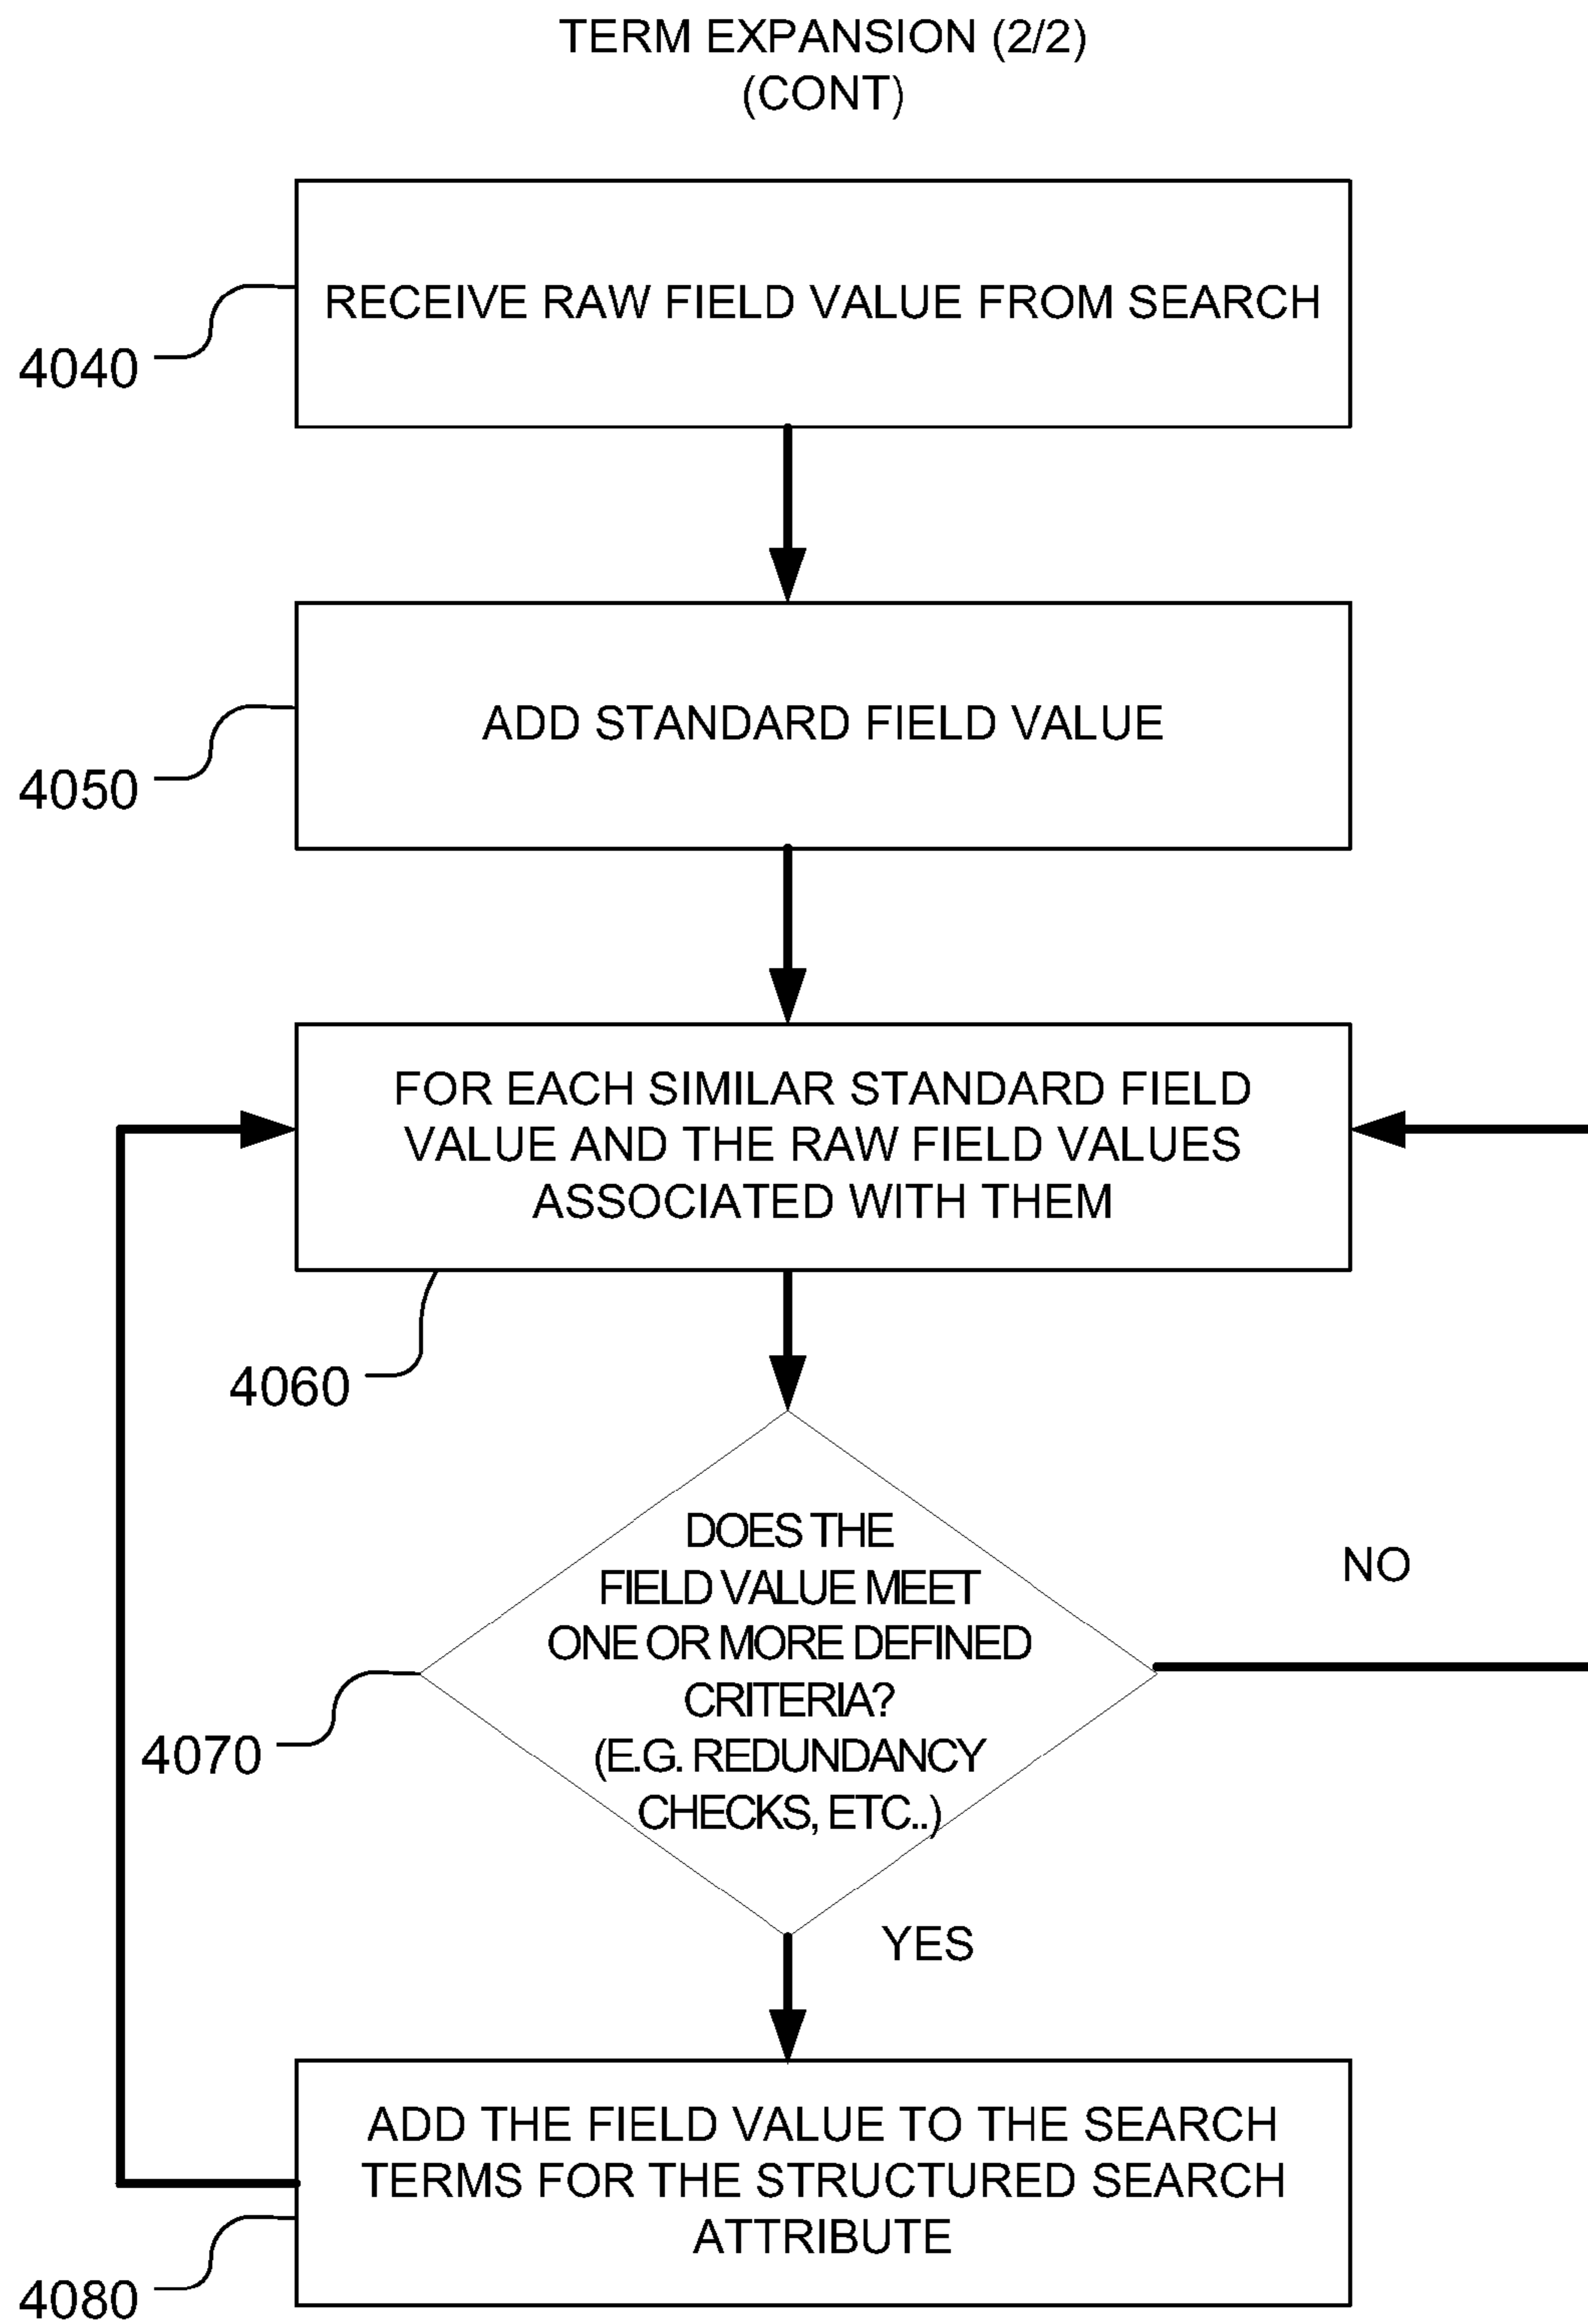 TERM EXPANSION (2/2)
(CONT)
RECEIVE RAW FIELD VALUE FROM SEARCH
4040
ADD STANDARD FIELD VALUE
4050
FOR EACH SIMILAR STANDARD FIELD
VALUE AND THE RAW FIELD VALUES
ASSOCIATED WITH THEM
4060
DOES THE
FIELD VALUE MEET
ONE OR MORE DEFINED
CRITERIA?
(E.G. REDUNDANCY
CHECKS, ETC..)
NO
4070
YES
ADD THE FIELD VALUE TO THE SEARCH
TERMS FOR THE STRUCTURED SEARCH
ATTRIBUTE
4080